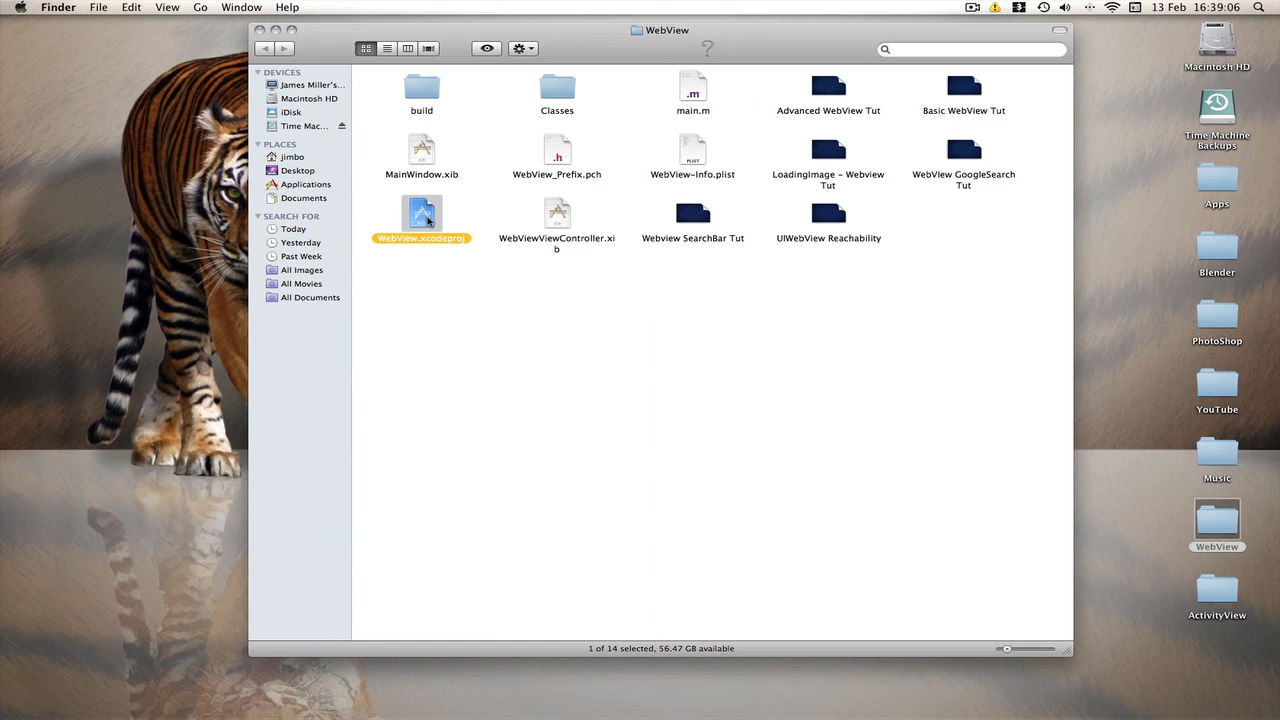 Finder File Edit View Go Window Help 13 Feb 16:39:06
WebView
DEVICES
James Miller's...
Macintosh HD
iDisk
Time Mac...
PLACES
jimbo
Desktop
Applications
Documents
SEARCH FOR
Today
Yesterday
Past Week
All Images
All Movies
All Documents
build
Classes
.m
main.m
Advanced WebView Tut
Basic WebView Tut
MainWindow.xib
.h
WebView_Prefix.pch
PLIST
WebView-Info.plist
LoadingImage - Webview
Tut
WebView GoogleSearch
Tut
WebView.xcodeproj
WebViewViewController.xi
b
Webview SearchBar Tut
UIWebView Reachability
1 of 14 selected, 56.47 GB available
Macintosh HD
Time Machine
Backups
Apps
Blender
PhotoShop
YouTube
Music
WebView
ActivityView